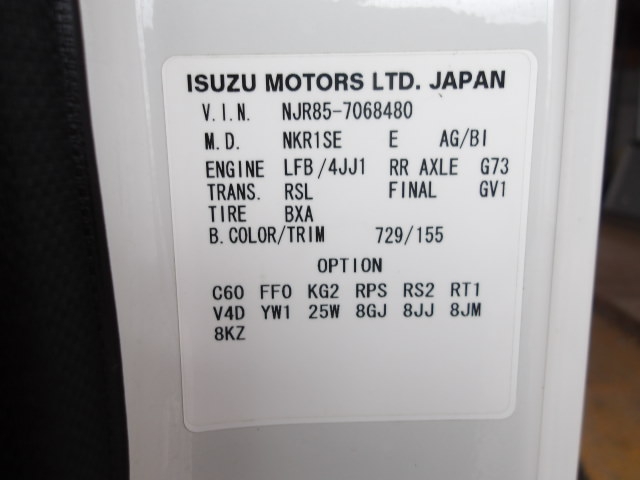 ISUZU MOTORS LTD. JAPAN
V.I.N. NJR85-7068480
M.D. NKR1SE E AG/BI
ENGINE LFB/4JJ1 RR AXLE G73
TRANS. RSL FINAL GV1
TIRE BXA
B.COLOR/TRIM 729/155
OPTION
C60 FF0 KG2 RPS RS2 RT1
V4D YW1 25W 8GJ 8JJ 8JM
8KZ